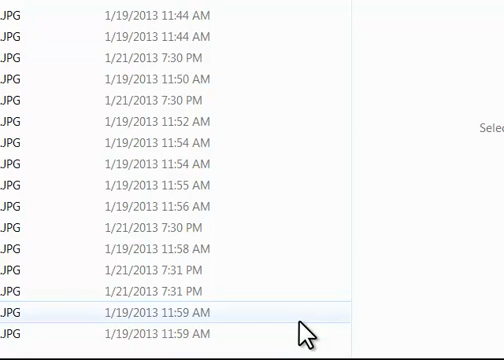 .JPG 1/19/2013 11:44 AM
.JPG 1/19/2013 11:44 AM
.JPG 1/21/2013 7:30 PM
.JPG 1/19/2013 11:50 AM
.JPG 1/21/2013 7:30 PM
.JPG 1/19/2013 11:52 AM
.JPG 1/19/2013 11:54 AM
.JPG 1/19/2013 11:54 AM
.JPG 1/19/2013 11:55 AM
.JPG 1/19/2013 11:56 AM
.JPG 1/21/2013 7:30 PM
.JPG 1/19/2013 11:58 AM
.JPG 1/21/2013 7:31 PM
.JPG 1/21/2013 7:31 PM
.JPG 1/19/2013 11:59 AM
.JPG 1/19/2013 11:59 AM
Selec